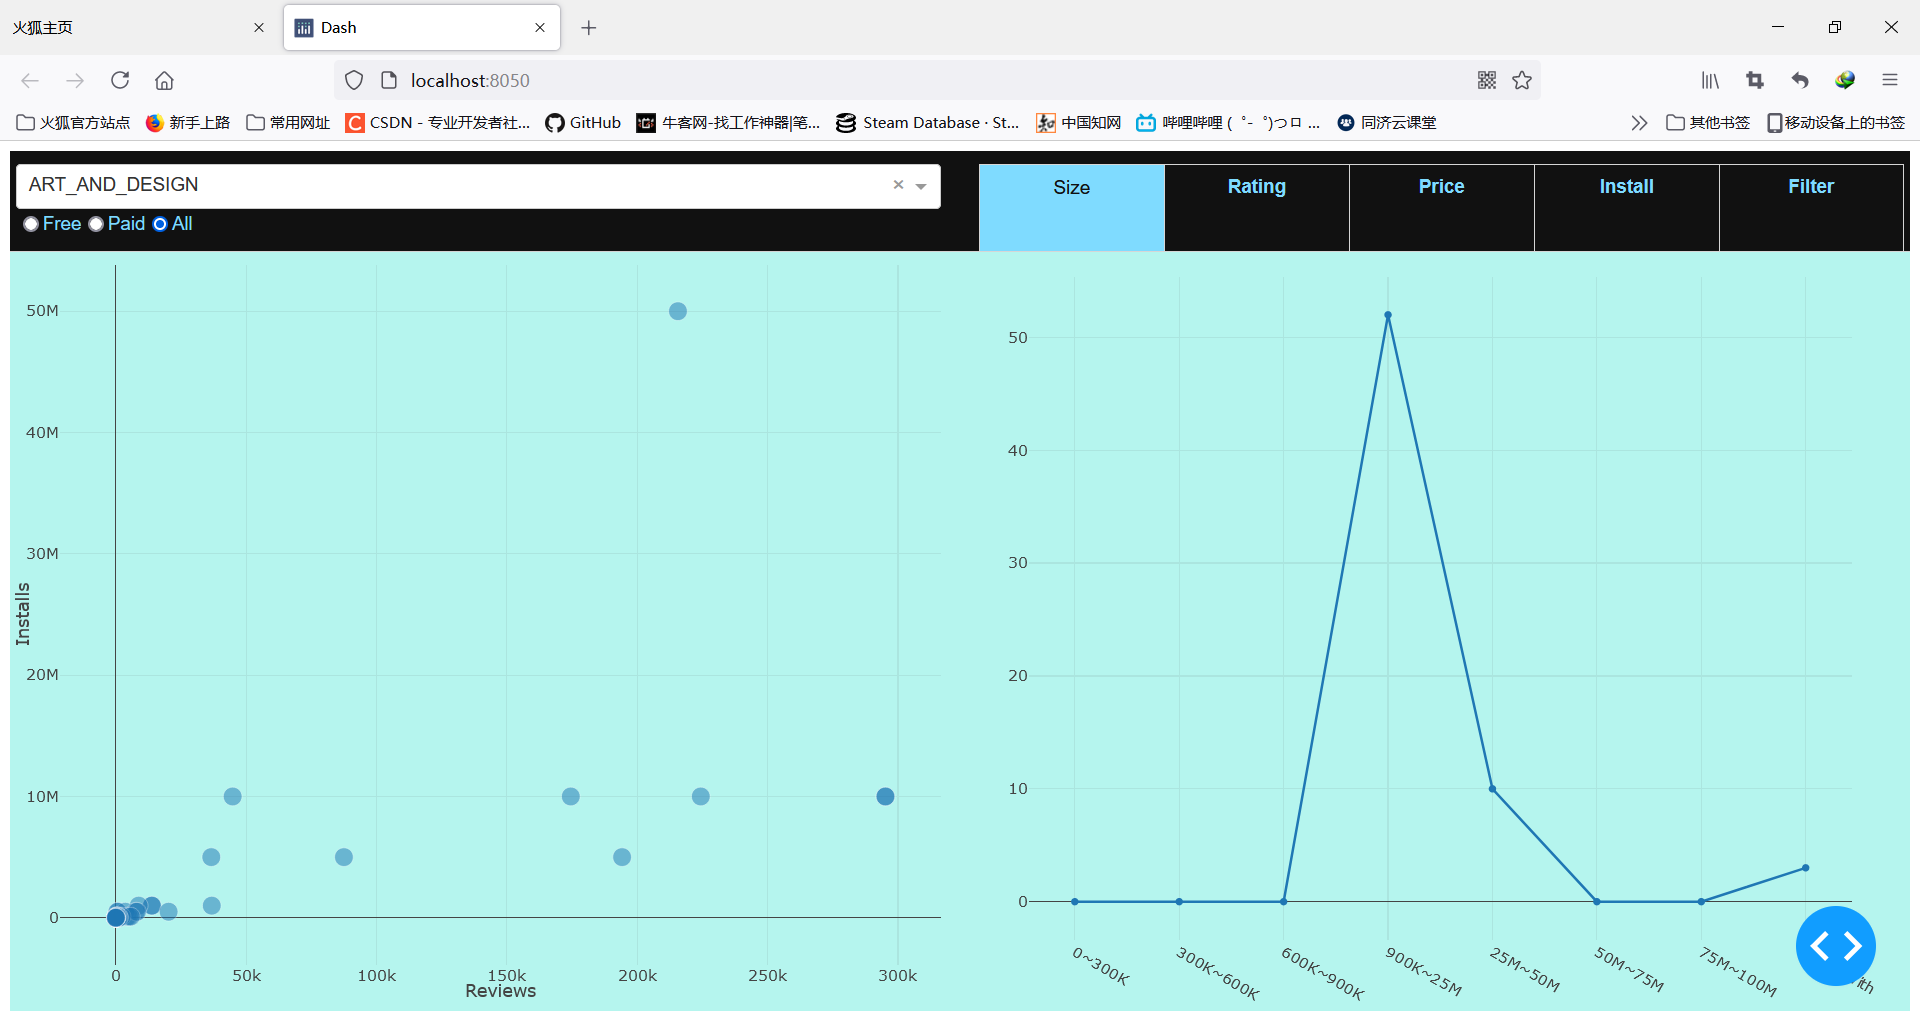 火狐主页
Dash
localhost:8050
火狐官方站点 新手上路 常用网址 CSDN - 专业开发者社... GitHub 牛客网-找工作神器|笔... Steam Database · St... 中国知网 哔哩哔哩 ( ゜- ゜)つロ ... 同济云课堂 其他书签 移动设备上的书签
ART_AND_DESIGN
Free Paid All
Size Rating Price Install Filter
50M
40M
30M
20M
10M
0
Installs
0 50k 100k 150k 200k 250k 300k
Reviews
50
40
30
20
10
0
0~300K 300K~600K 600K~900K 900K~25M 25M~50M 50M~75M 75M~100M